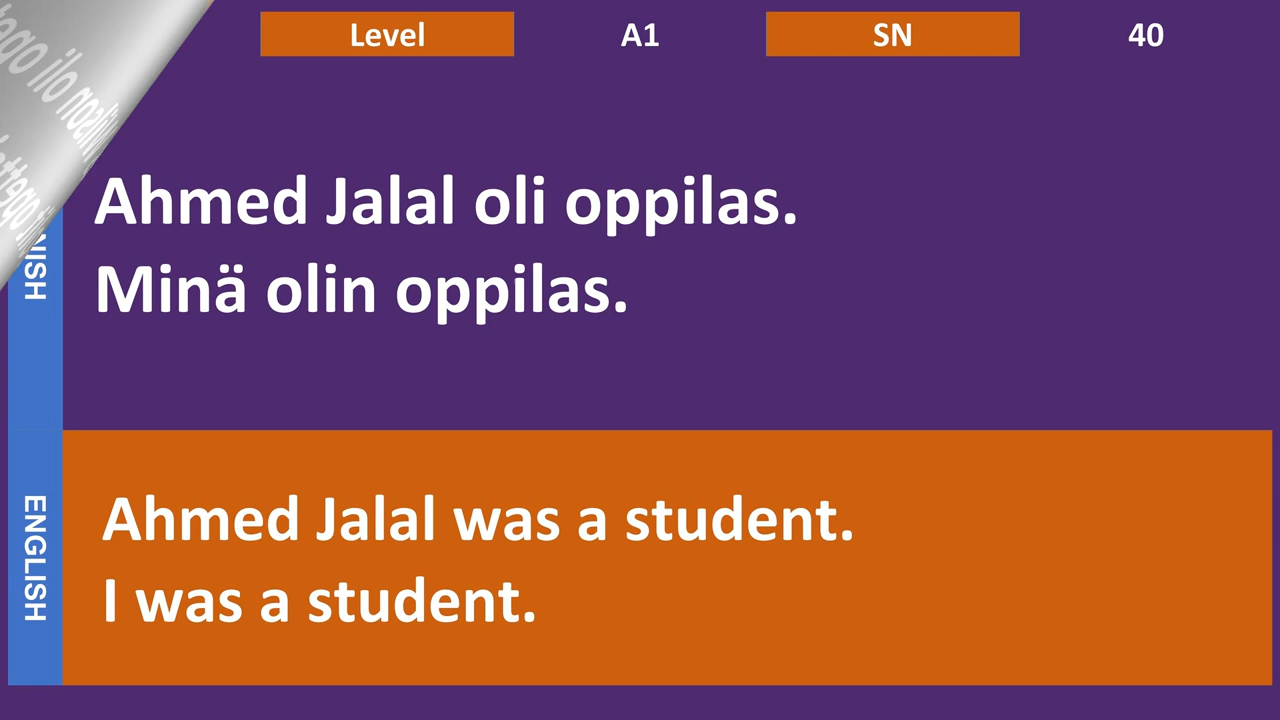 Level A1 SN 40
Ahmed Jalal oli oppilas.
Minä olin oppilas.
Ahmed Jalal was a student.
I was a student.
ENGLISH